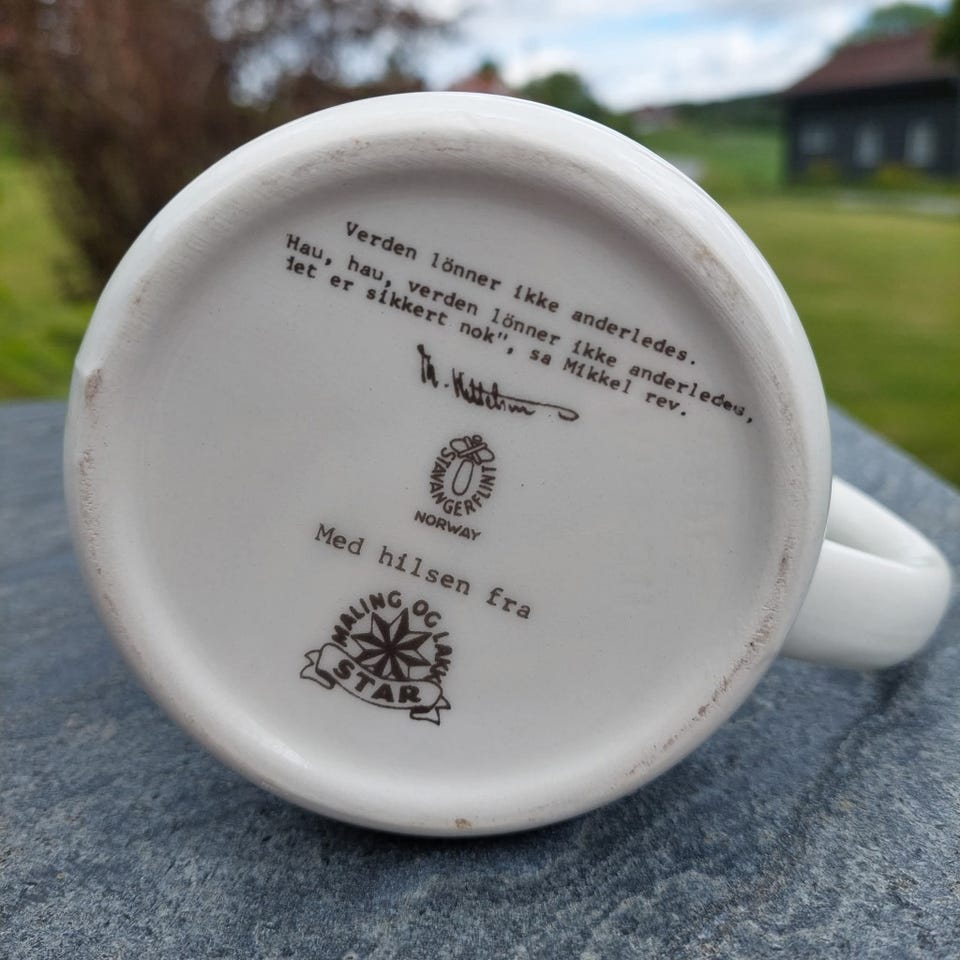 Verden lönner ikke anderledes.
"Hau, hau, verden lönner ikke anderledes,
det er sikkert nok", sa Mikkel rev.
STAVANGERFLINT
NORWAY
Med hilsen fra
MALING OG LAKK
STAR